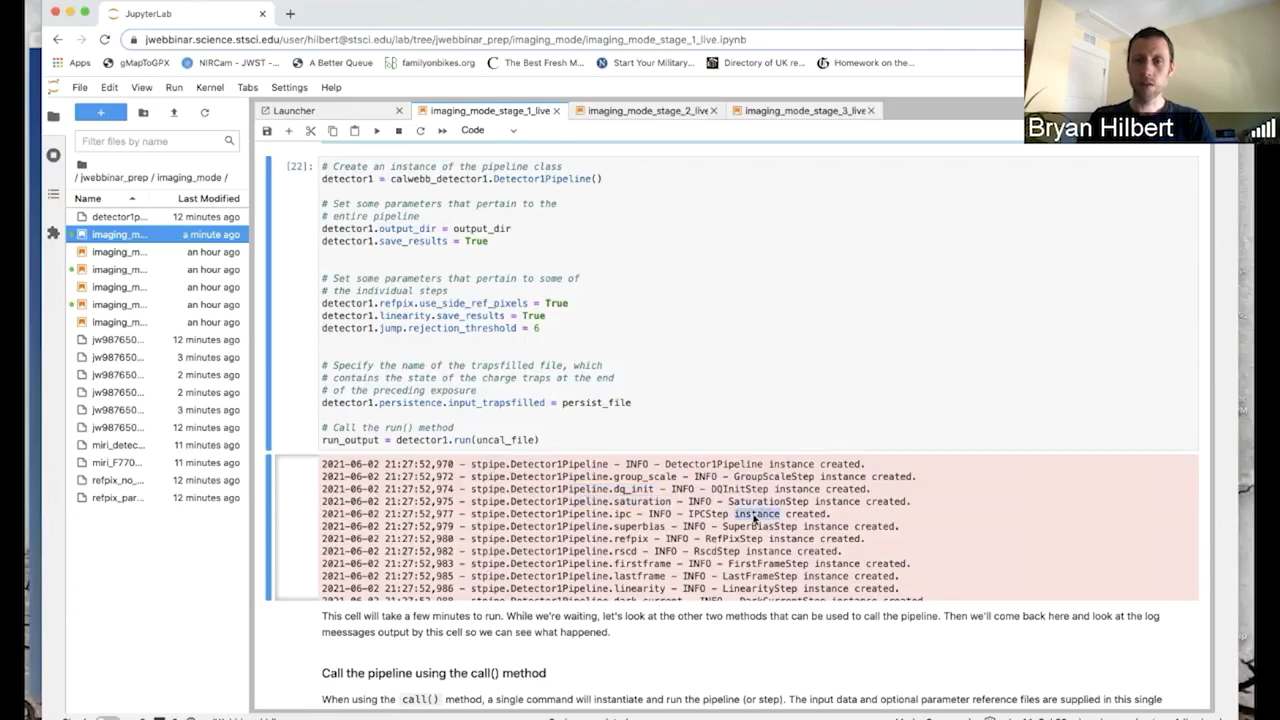 JupyterLab
jwebbinar.science.stsci.edu/user/hilbert@stsci.edu/lab/tree/jwebbinar_prep/imaging_mode/imaging_mode_stage_1_live.ipynb
Apps gMapToGPX NIRCam - JWST -... A Better Queue familyonbikes.org The Best Fresh M... Start Your Military... Directory of UK re... Homework on the...
File Edit View Run Kernel Tabs Settings Help
Launcher imaging_mode_stage_1_live imaging_mode_stage_2_live imaging_mode_stage_3_live
Code
Bryan Hilbert
Filter files by name
/ jwebbinar_prep / imaging_mode /
Name Last Modified
detector1p... 12 minutes ago
imaging_m... a minute ago
imaging_m... an hour ago
imaging_m... an hour ago
imaging_m... an hour ago
imaging_m... an hour ago
imaging_m... an hour ago
jw987650... 12 minutes ago
jw987650... 3 minutes ago
jw987650... 2 minutes ago
jw987650... 2 minutes ago
jw987650... 3 minutes ago
jw987650... 12 minutes ago
miri_detec... 11 minutes ago
miri_F770... 11 minutes ago
refpix_no_... 12 minutes ago
refpix_par... 12 minutes ago
[22]:
# Create an instance of the pipeline class
detector1 = calwebb_detector1.Detector1Pipeline()
# Set some parameters that pertain to the
# entire pipeline
detector1.output_dir = output_dir
detector1.save_results = True
# Set some parameters that pertain to some of
# the individual steps
detector1.refpix.use_side_ref_pixels = True
detector1.linearity.save_results = True
detector1.jump.rejection_threshold = 6
# Specify the name of the trapsfilled file, which
# contains the state of the charge traps at the end
# of the preceding exposure
detector1.persistence.input_trapsfilled = persist_file
# Call the run() method
run_output = detector1.run(uncal_file)
2021-06-02 21:27:52,970 - stpipe.Detector1Pipeline - INFO - Detector1Pipeline instance created.
2021-06-02 21:27:52,972 - stpipe.Detector1Pipeline.group_scale - INFO - GroupScaleStep instance created.
2021-06-02 21:27:52,974 - stpipe.Detector1Pipeline.dq_init - INFO - DQInitStep instance created.
2021-06-02 21:27:52,975 - stpipe.Detector1Pipeline.saturation - INFO - SaturationStep instance created.
2021-06-02 21:27:52,977 - stpipe.Detector1Pipeline.ipc - INFO - IPCStep instance created.
2021-06-02 21:27:52,978 - stpipe.Detector1Pipeline.superbias - INFO - SuperBiasStep instance created.
2021-06-02 21:27:52,980 - stpipe.Detector1Pipeline.refpix - INFO - RefPixStep instance created.
2021-06-02 21:27:52,982 - stpipe.Detector1Pipeline.rscd - INFO - RscdStep instance created.
2021-06-02 21:27:52,983 - stpipe.Detector1Pipeline.firstframe - INFO - FirstFrameStep instance created.
2021-06-02 21:27:52,985 - stpipe.Detector1Pipeline.lastframe - INFO - LastFrameStep instance created.
2021-06-02 21:27:52,986 - stpipe.Detector1Pipeline.linearity - INFO - LinearityStep instance created.
This cell will take a few minutes to run. While we're waiting, let's look at the other two methods that can be used to call the pipeline. Then we'll come back here and look at the log
meessages output by this cell so we can see what happened.
Call the pipeline using the call() method
When using the call() method, a single command will instantiate and run the pipeline (or step). The input data and optional parameter reference files are supplied in this single